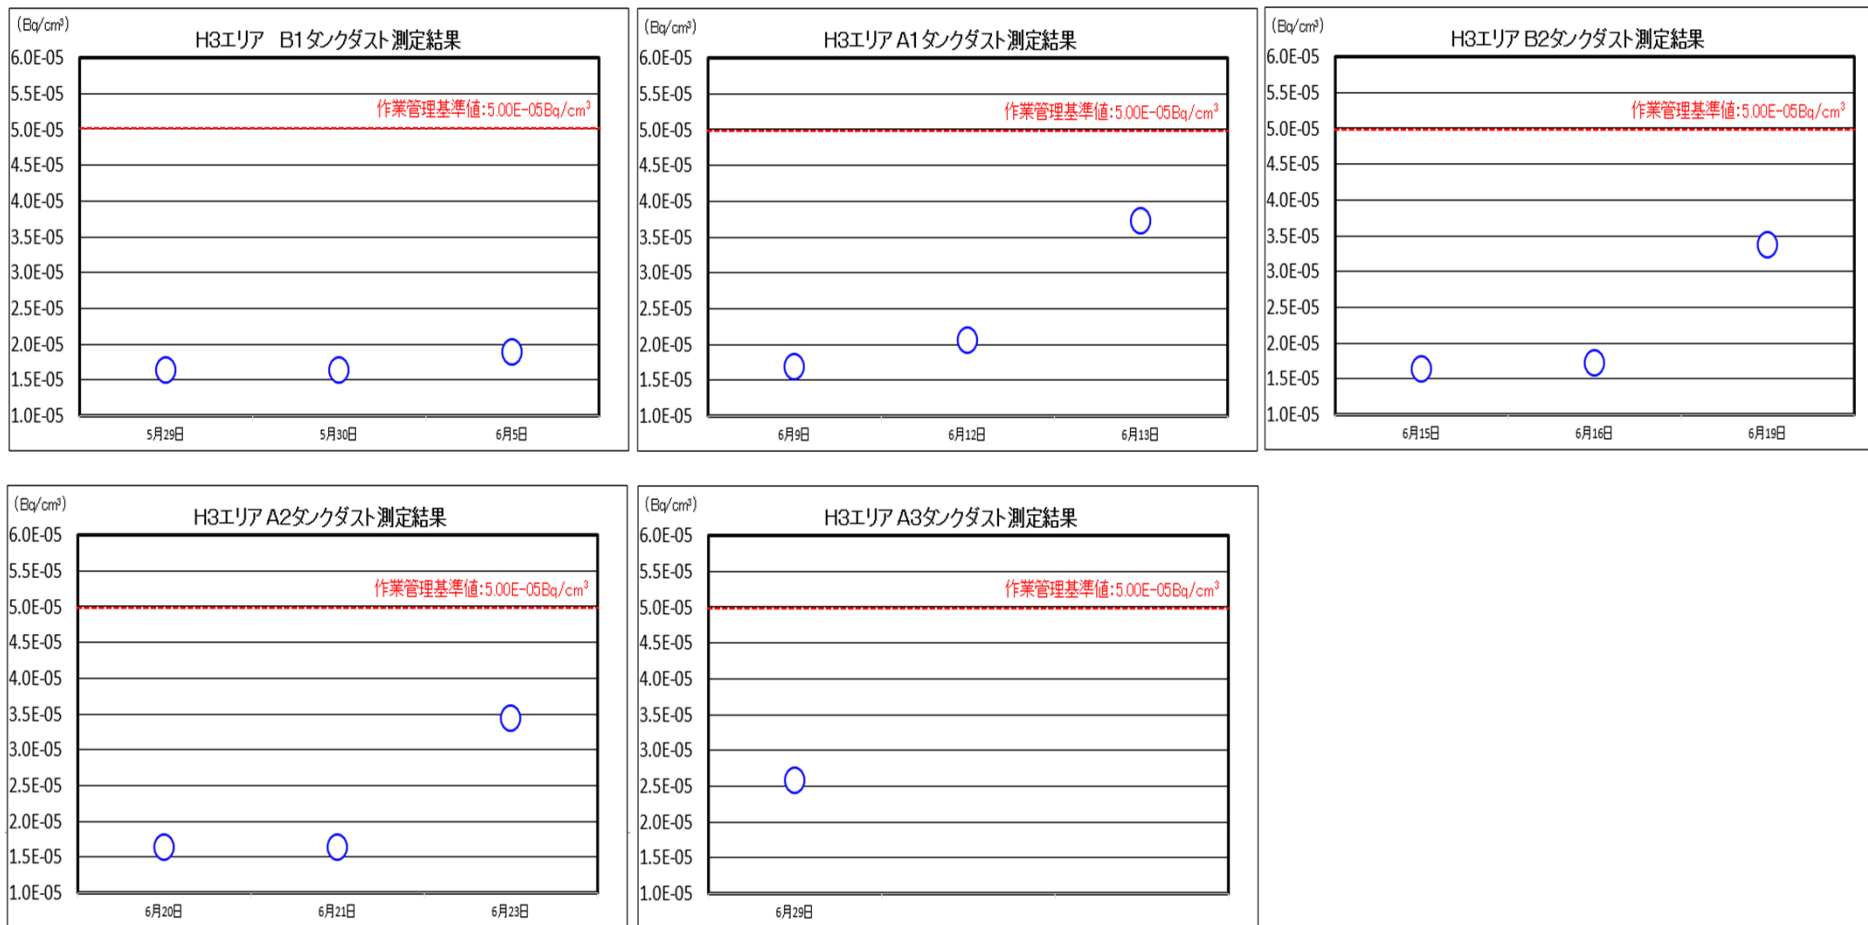 (Bq/cm³)
H3エリア　B1タンクダスト測定結果
6.0E-05
5.5E-05
作業管理基準値:5.00E-05Bq/cm³
5.0E-05
4.5E-05
4.0E-05
3.5E-05
3.0E-05
2.5E-05
2.0E-05
1.5E-05
1.0E-05
5月29日 5月30日 6月5日
(Bq/cm³)
H3エリア A1タンクダスト測定結果
6.0E-05
5.5E-05
作業管理基準値:5.00E-05Bq/cm³
5.0E-05
4.5E-05
4.0E-05
3.5E-05
3.0E-05
2.5E-05
2.0E-05
1.5E-05
1.0E-05
6月9日 6月12日 6月13日
(Bq/cm³)
H3エリア B2タンクダスト測定結果
6.0E-05
5.5E-05
作業管理基準値:5.00E-05Bq/cm³
5.0E-05
4.5E-05
4.0E-05
3.5E-05
3.0E-05
2.5E-05
2.0E-05
1.5E-05
1.0E-05
6月15日 6月16日 6月19日
(Bq/cm³)
H3エリア A2タンクダスト測定結果
6.0E-05
5.5E-05
作業管理基準値:5.00E-05Bq/cm³
5.0E-05
4.5E-05
4.0E-05
3.5E-05
3.0E-05
2.5E-05
2.0E-05
1.5E-05
1.0E-05
6月20日 6月21日 6月23日
(Bq/cm³)
H3エリア A3タンクダスト測定結果
6.0E-05
5.5E-05
作業管理基準値:5.00E-05Bq/cm³
5.0E-05
4.5E-05
4.0E-05
3.5E-05
3.0E-05
2.5E-05
2.0E-05
1.5E-05
1.0E-05
6月29日